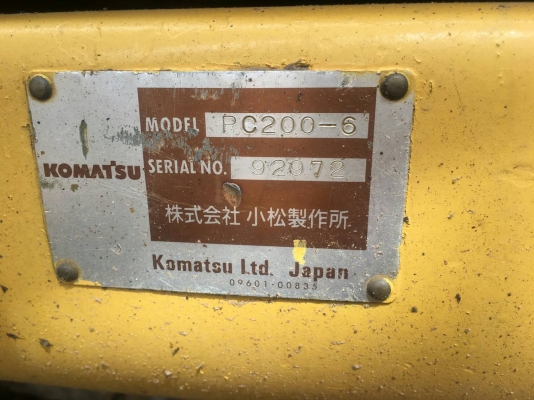 MODEL PC200-6
KOMATSU SERIAL NO. 92972
株式会社 小松製作所
Komatsu Ltd. Japan
09601-00835